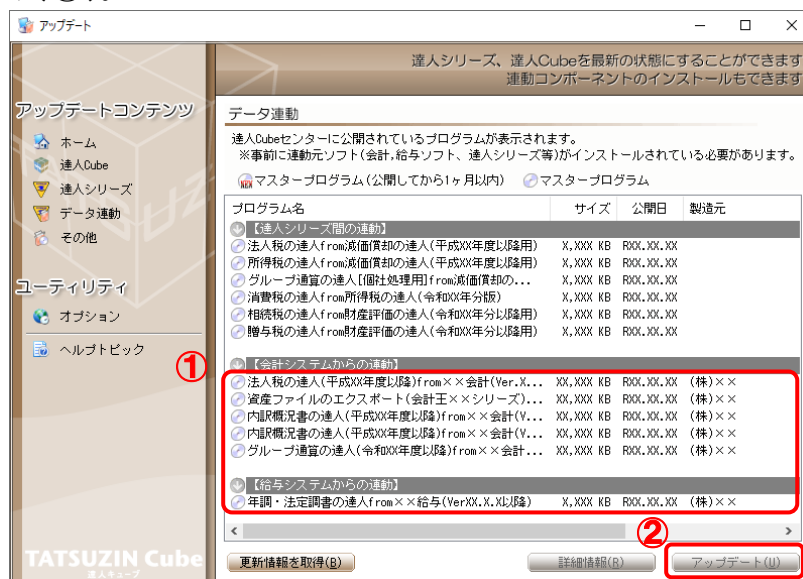 アップデート
達人シリーズ、達人Cubeを最新の状態にすることができます
連動コンポーネントのインストールもできます
アップデートコンテンツ
ホーム
達人Cube
達人シリーズ
データ連動
その他
ユーティリティ
オプション
ヘルプトピック
TATSUZIN Cube
達人キューブ
データ連動
達人Cubeセンターに公開されているプログラムが表示されます。
※事前に連動元ソフト(会計,給与ソフト、達人シリーズ等)がインストールされている必要があります。
マスタープログラム(公開してから1ヶ月以内) マスタープログラム
プログラム名 サイズ 公開日 製造元
【達人シリーズ間の連動】
法人税の達人from減価償却の達人(平成XX年度以降用) X,XXX KB RXX.XX.XX
所得税の達人from減価償却の達人(平成XX年度以降用) X,XXX KB RXX.XX.XX
グループ通算の達人[個社処理用]from減価償却の... X,XXX KB RXX.XX.XX
消費税の達人from所得税の達人(令和XX年分版) X,XXX KB RXX.XX.XX
相続税の達人from財産評価の達人(令和XX年分以降用) X,XXX KB RXX.XX.XX
贈与税の達人from財産評価の達人(令和XX年分以降用) X,XXX KB RXX.XX.XX
①
【会計システムからの連動】
法人税の達人(平成XX年度以降)from××会計(Ver.X... XX,XXX KB RXX.XX.XX (株)××
資産ファイルのエクスポート(会計王××シリーズ)... XX,XXX KB RXX.XX.XX (株)××
内訳概況書の達人(平成XX年度以降)from××会計(V... XX,XXX KB RXX.XX.XX (株)××
内訳概況書の達人(平成XX年度以降)from××会計(V... XX,XXX KB RXX.XX.XX (株)××
グループ通算の達人(令和XX年度以降)from××会計... XX,XXX KB RXX.XX.XX (株)××
【給与システムからの連動】
年調・法定調書の達人from××給与(VerXX.X.X以降) X,XXX KB RXX.XX.XX (株)××
②
更新情報を取得(B) 詳細情報(R) アップデート(U)